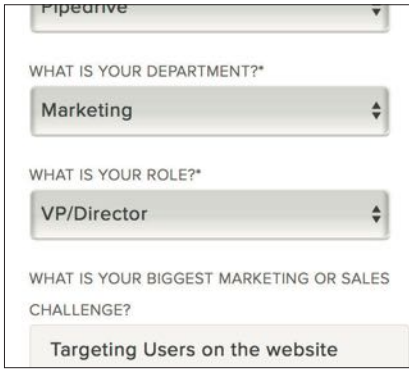 Pipedrive
WHAT IS YOUR DEPARTMENT?*
Marketing
WHAT IS YOUR ROLE?*
VP/Director
WHAT IS YOUR BIGGEST MARKETING OR SALES
CHALLENGE?
Targeting Users on the website